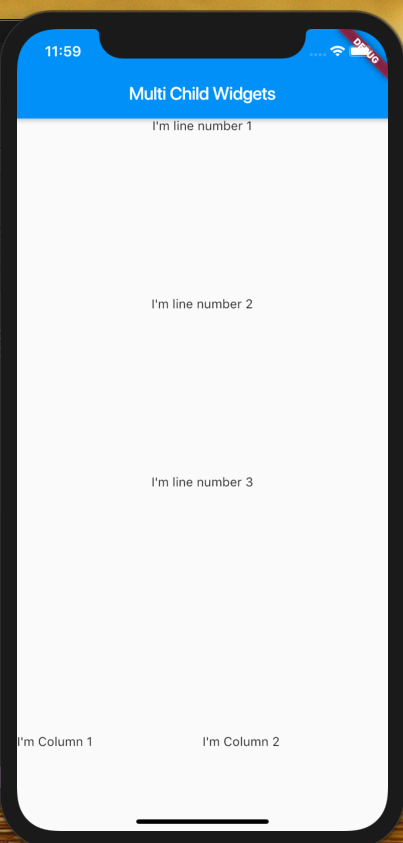 11:59
DEBUG
Multi Child Widgets
I'm line number 1
I'm line number 2
I'm line number 3
I'm Column 1 I'm Column 2